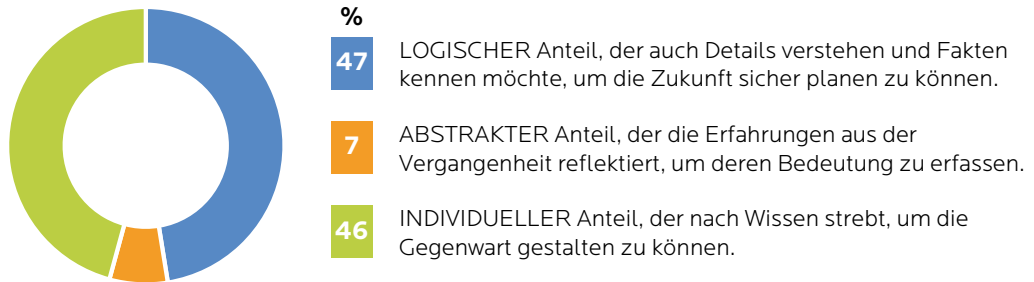 %
47
LOGISCHER Anteil, der auch Details verstehen und Fakten
kennen möchte, um die Zukunft sicher planen zu können.
7
ABSTRAKTER Anteil, der die Erfahrungen aus der
Vergangenheit reflektiert, um deren Bedeutung zu erfassen.
46
INDIVIDUELLER Anteil, der nach Wissen strebt, um die
Gegenwart gestalten zu können.